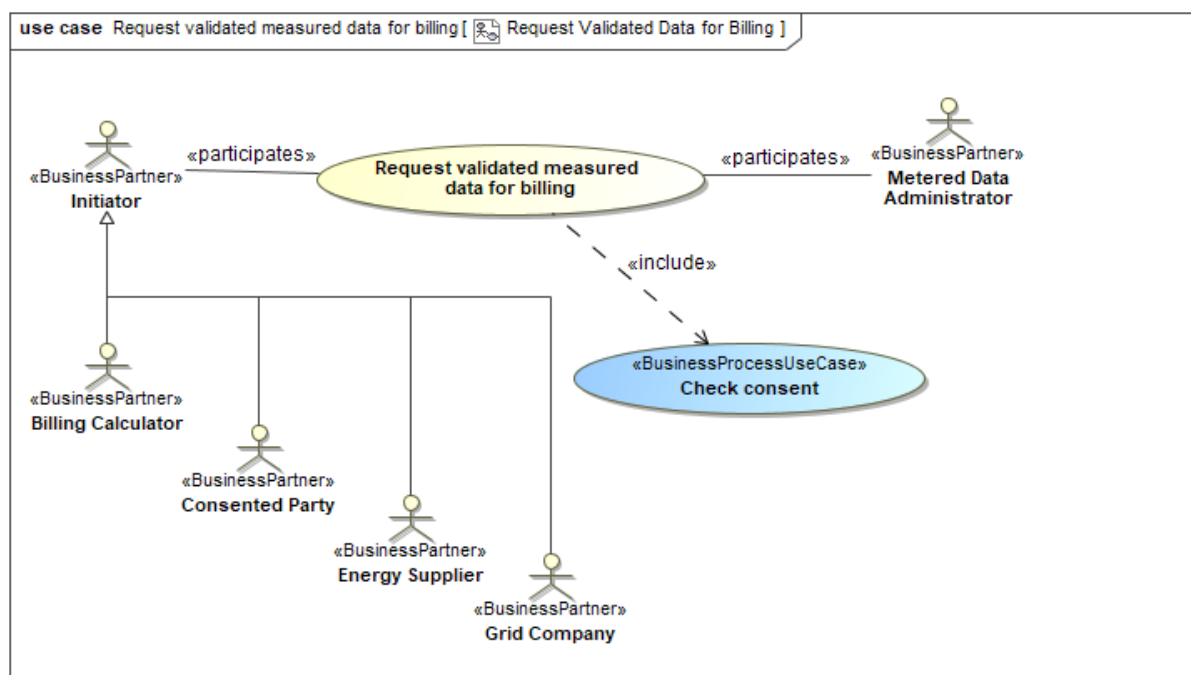 use case Request validated measured data for billing [ Request Validated Data for Billing ]
«BusinessPartner»
Initiator
«participates»
Request validated measured
data for billing
«participates»
«BusinessPartner»
Metered Data
Administrator
«include»
«BusinessProcessUseCase»
Check consent
«BusinessPartner»
Billing Calculator
«BusinessPartner»
Consented Party
«BusinessPartner»
Energy Supplier
«BusinessPartner»
Grid Company